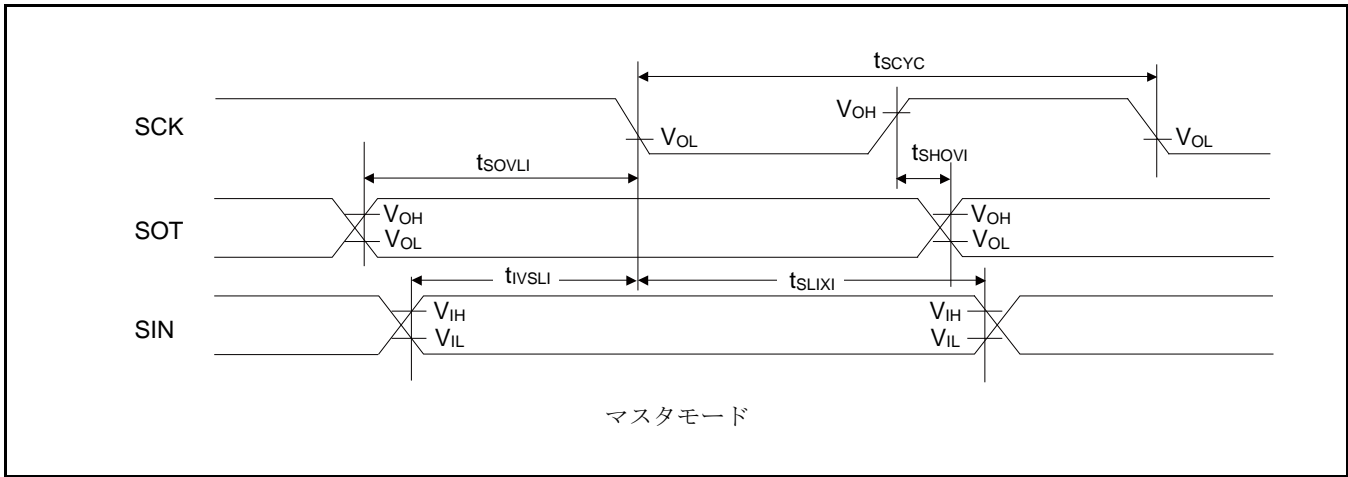 tSCYC
SCK
VOH
VOL
VOL
tSHOVI
tSOVLI
SOT
VOH
VOL
VOH
VOL
tIVSLI
tSLIXI
SIN
VIH
VIL
VIH
VIL
マスタモード